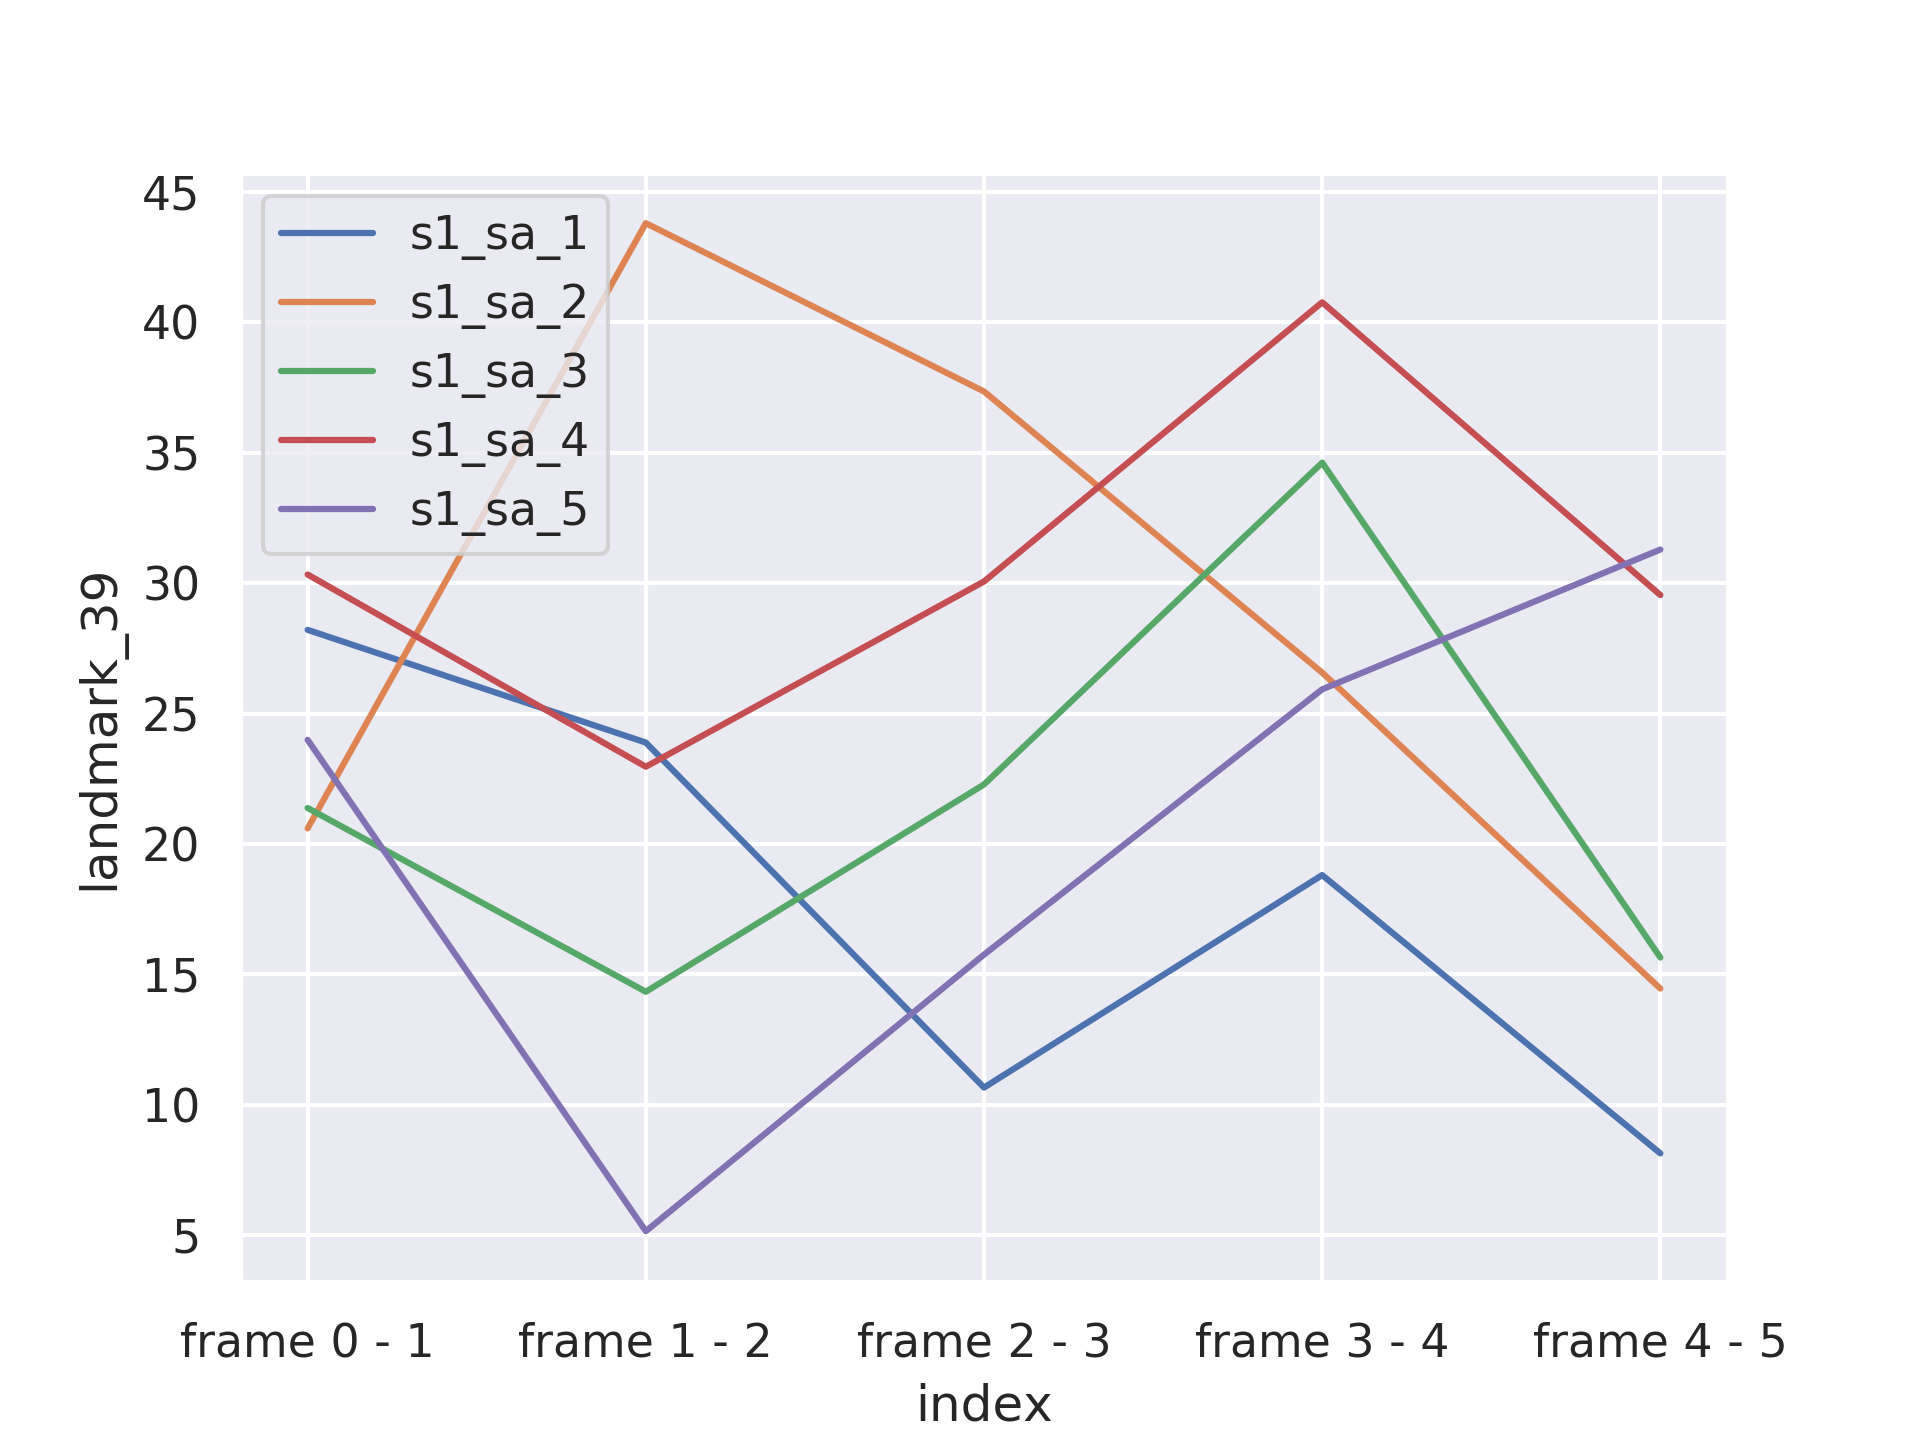 45
40
35
30
25
20
15
10
5
landmark_39
s1_sa_1
s1_sa_2
s1_sa_3
s1_sa_4
s1_sa_5
frame 0 - 1 frame 1 - 2 frame 2 - 3 frame 3 - 4 frame 4 - 5
index